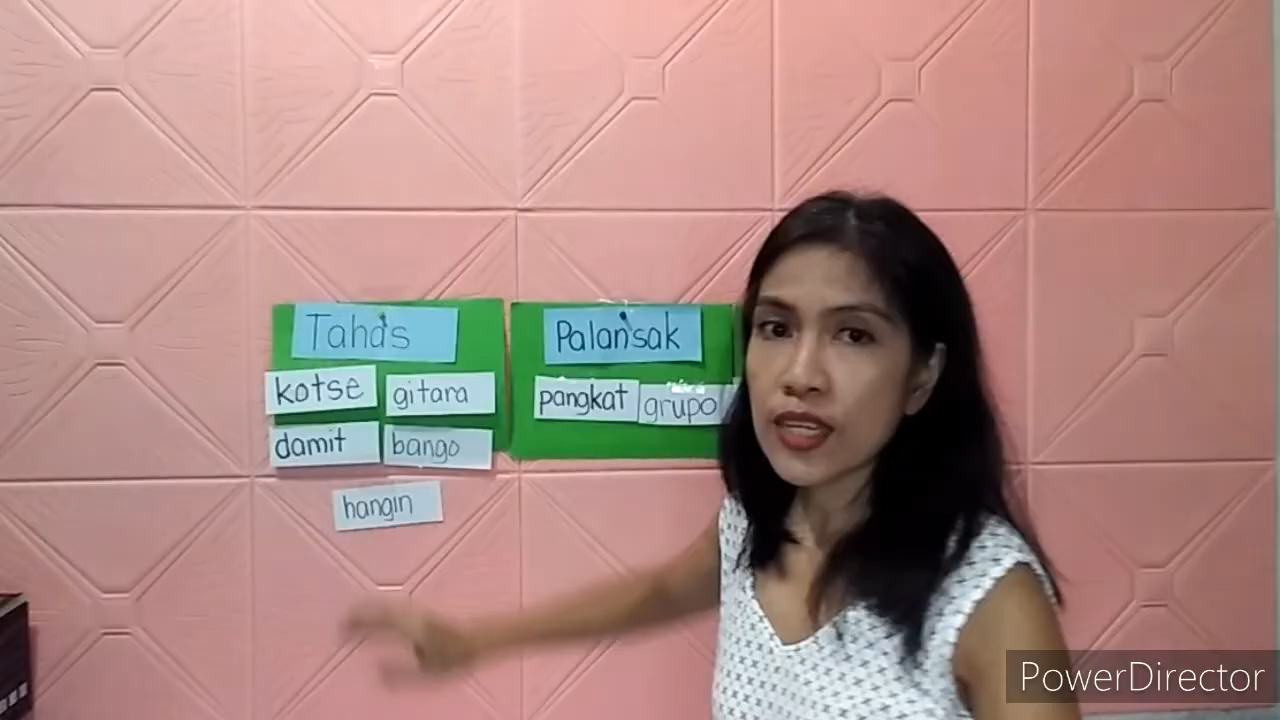 Tahas
kotse gitara
damit bango
hangin
Palansak
pangkat grupo
PowerDirector